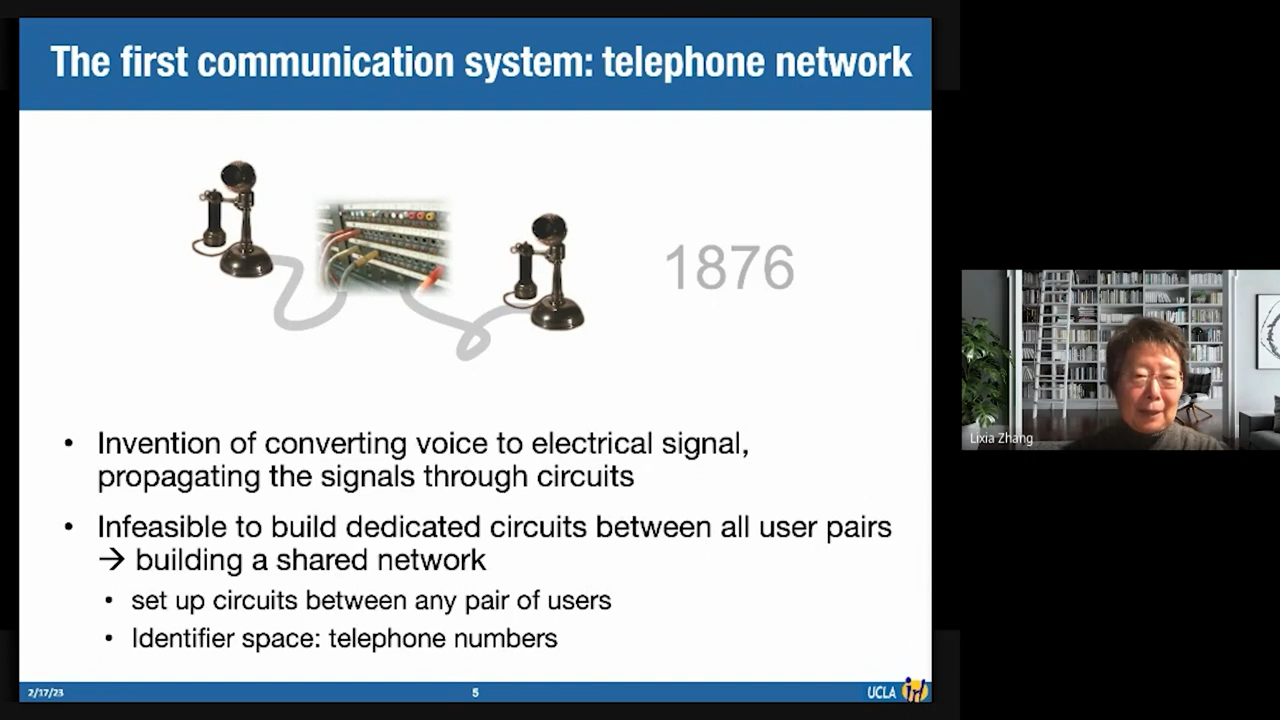 The first communication system: telephone network
1876
• Invention of converting voice to electrical signal,
propagating the signals through circuits
• Infeasible to build dedicated circuits between all user pairs
→ building a shared network
• set up circuits between any pair of users
• Identifier space: telephone numbers
2/17/23
5
UCLA irl
Lixia Zhang